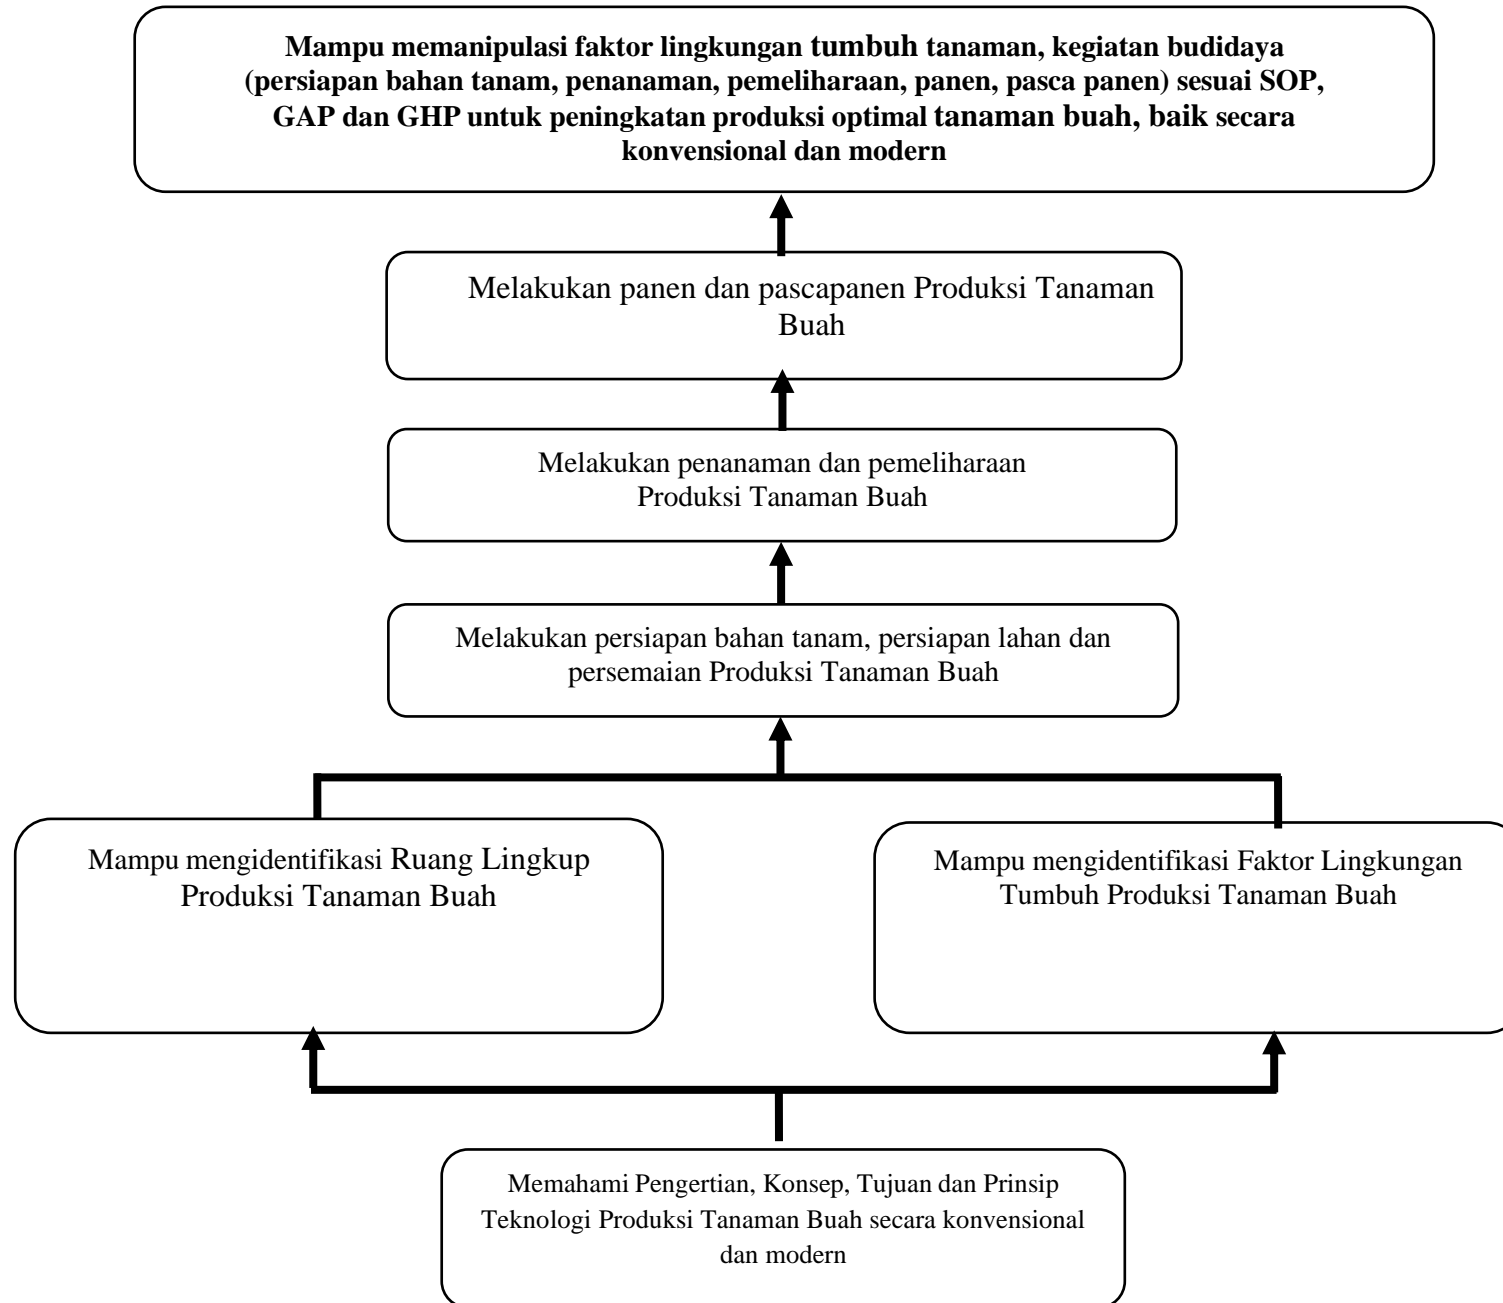 Mampu memanipulasi faktor lingkungan tumbuh tanaman, kegiatan budidaya
(persiapan bahan tanam, penanaman, pemeliharaan, panen, pasca panen) sesuai SOP,
GAP dan GHP untuk peningkatan produksi optimal tanaman buah, baik secara
konvensional dan modern
Melakukan panen dan pascapanen Produksi Tanaman
Buah
Melakukan penanaman dan pemeliharaan
Produksi Tanaman Buah
Melakukan persiapan bahan tanam, persiapan lahan dan
persemaian Produksi Tanaman Buah
Mampu mengidentifikasi Ruang Lingkup
Produksi Tanaman Buah
Mampu mengidentifikasi Faktor Lingkungan
Tumbuh Produksi Tanaman Buah
Memahami Pengertian, Konsep, Tujuan dan Prinsip
Teknologi Produksi Tanaman Buah secara konvensional
dan modern